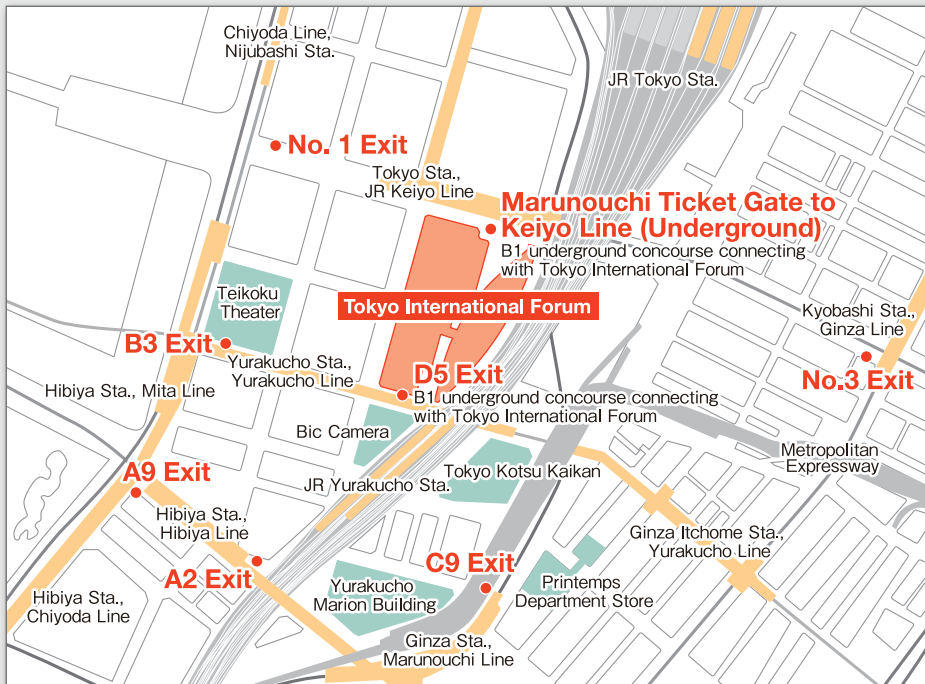 Chiyoda Line,
Nijubashi Sta.
JR Tokyo Sta.
No. 1 Exit
Tokyo Sta.,
JR Keiyo Line
Marunouchi Ticket Gate to
Keiyo Line (Underground)
B1 underground concourse connecting
with Tokyo International Forum
Teikoku
Theater
Tokyo International Forum
Kyobashi Sta.,
Ginza Line
B3 Exit
Yurakucho Sta.,
Yurakucho Line
D5 Exit
No.3 Exit
Hibiya Sta., Mita Line
B1 underground concourse connecting
with Tokyo International Forum
Bic Camera
Metropolitan
Expressway
A9 Exit
Tokyo Kotsu Kaikan
JR Yurakucho Sta.
Hibiya Sta.,
Hibiya Line
Ginza Itchome Sta.,
Yurakucho Line
A2 Exit
C9 Exit
Yurakucho
Marion Building
Printemps
Department Store
Hibiya Sta.,
Chiyoda Line
Ginza Sta.,
Marunouchi Line